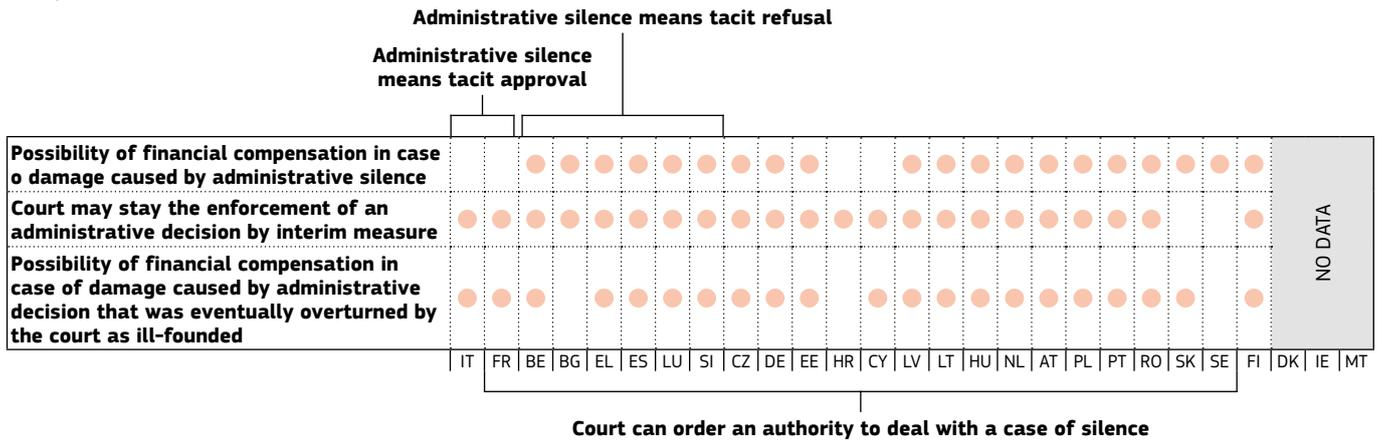 Administrative silence means tacit refusal
Administrative silence
means tacit approval
Possibility of financial compensation in case
o damage caused by administrative silence
Court may stay the enforcement of an
administrative decision by interim measure
Possibility of financial compensation in
case of damage caused by administrative
decision that was eventually overturned by
the court as ill-founded
NO DATA
IT FR BE BG EL ES LU SI CZ DE EE HR CY LV LT HU NL AT PL PT RO SK SE FI DK IE MT
Court can order an authority to deal with a case of silence